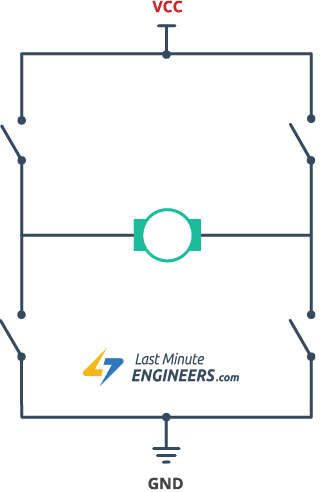 VCC
Last Minute
ENGINEERS.com
GND